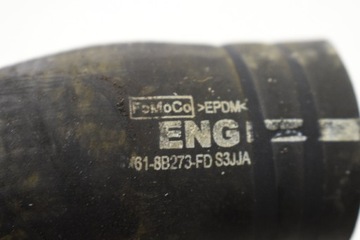 FoMoCo >EPDM<
ENG
61-8B273-FD S3JJA